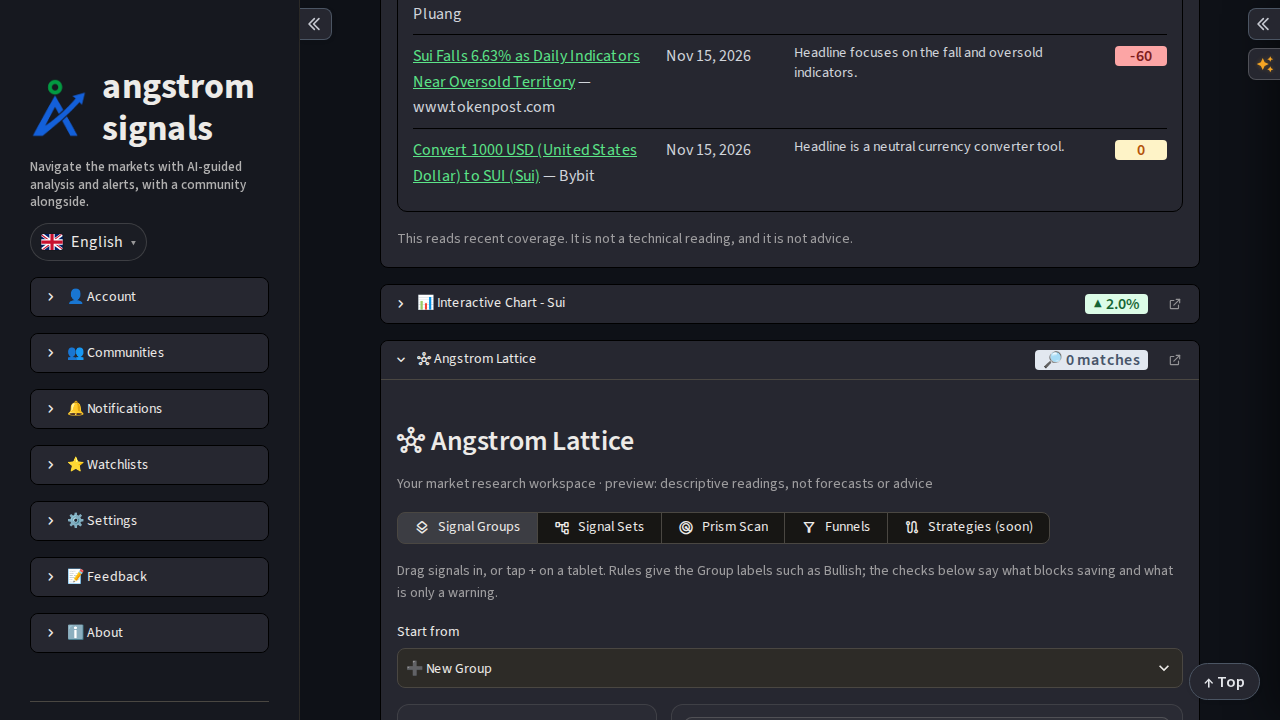 angstrom
signals
Navigate the markets with AI-guided
analysis and alerts, with a community
alongside.
English
Account
Communities
Notifications
Watchlists
Settings
Feedback
About
Pluang
Sui Falls 6.63% as Daily Indicators
Near Oversold Territory —
www.tokenpost.com
Nov 15, 2026
Headline focuses on the fall and oversold
indicators.
-60
Convert 1000 USD (United States
Dollar) to SUI (Sui) — Bybit
Nov 15, 2026
Headline is a neutral currency converter tool.
0
This reads recent coverage. It is not a technical reading, and it is not advice.
Interactive Chart - Sui
▲ 2.0%
Angstrom Lattice
0 matches
Angstrom Lattice
Your market research workspace · preview: descriptive readings, not forecasts or advice
Signal Groups
Signal Sets
Prism Scan
Funnels
Strategies (soon)
Drag signals in, or tap + on a tablet. Rules give the Group labels such as Bullish; the checks below say what blocks saving and what
is only a warning.
Start from
New Group
↑ Top